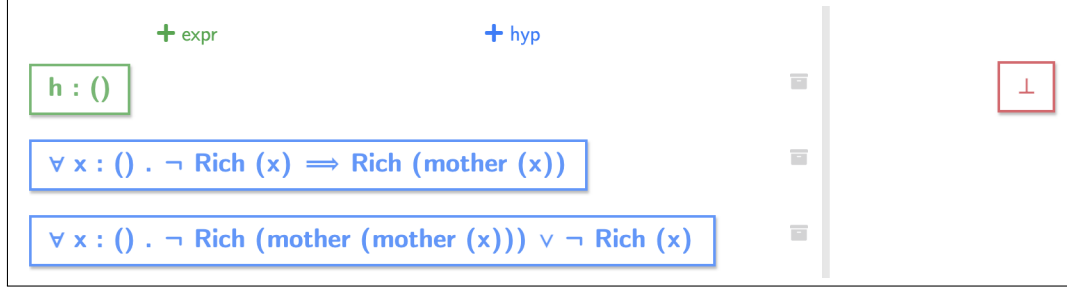 + expr + hyp
h : () ⊥
∀ x : () . ¬ Rich (x) ⟹ Rich (mother (x))
∀ x : () . ¬ Rich (mother (mother (x))) ∨ ¬ Rich (x)